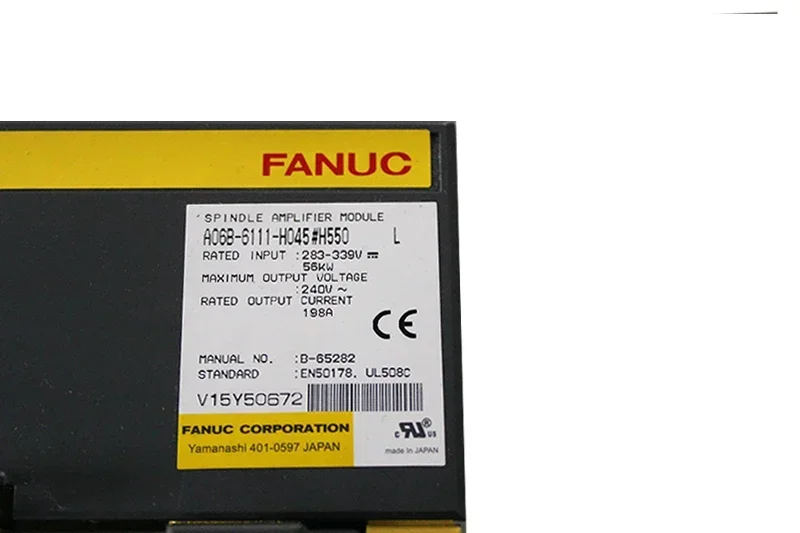 FANUC
SPINDLE AMPLIFIER MODULE
A06B-6111-H045#H550 L
RATED INPUT :283-339V ⎓
56kW
MAXIMUM OUTPUT VOLTAGE
:240V ~
RATED OUTPUT CURRENT
198A
CE
MANUAL NO. :B-65282
STANDARD :EN50178. UL508C
V15Y50672
FANUC CORPORATION
Yamanashi 401-0597 JAPAN
c RU ® US
made in JAPAN